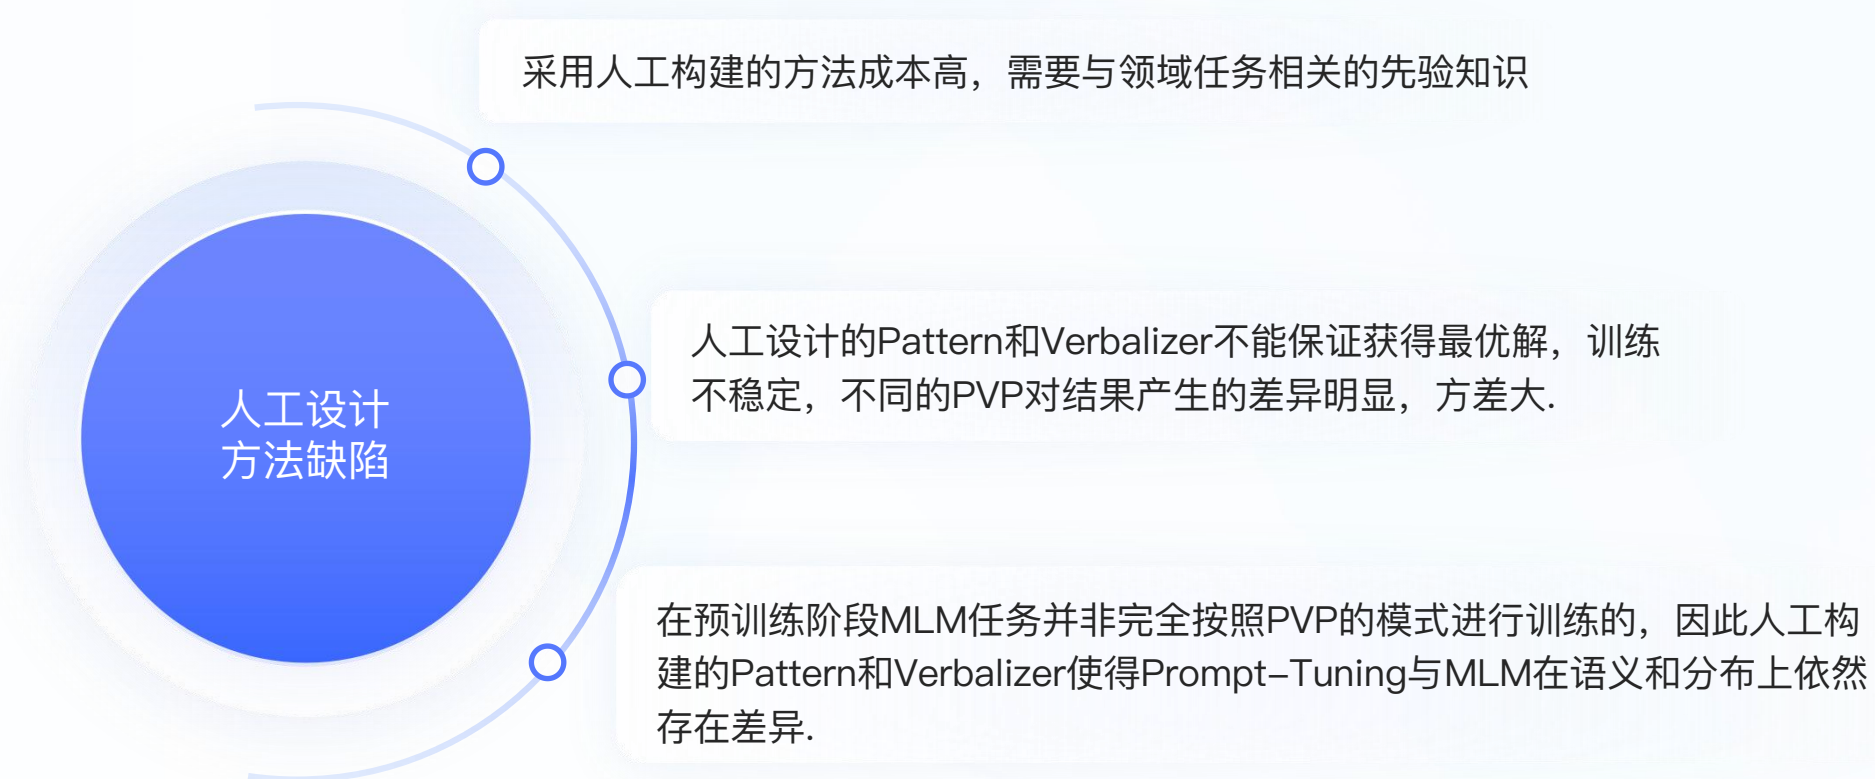 采用人工构建的方法成本高，需要与领域任务相关的先验知识
人工设计
方法缺陷
人工设计的Pattern和Verbalizer不能保证获得最优解，训练
不稳定，不同的PVP对结果产生的差异明显，方差大.
在预训练阶段MLM任务并非完全按照PVP的模式进行训练的，因此人工构
建的Pattern和Verbalizer使得Prompt-Tuning与MLM在语义和分布上依然
存在差异.